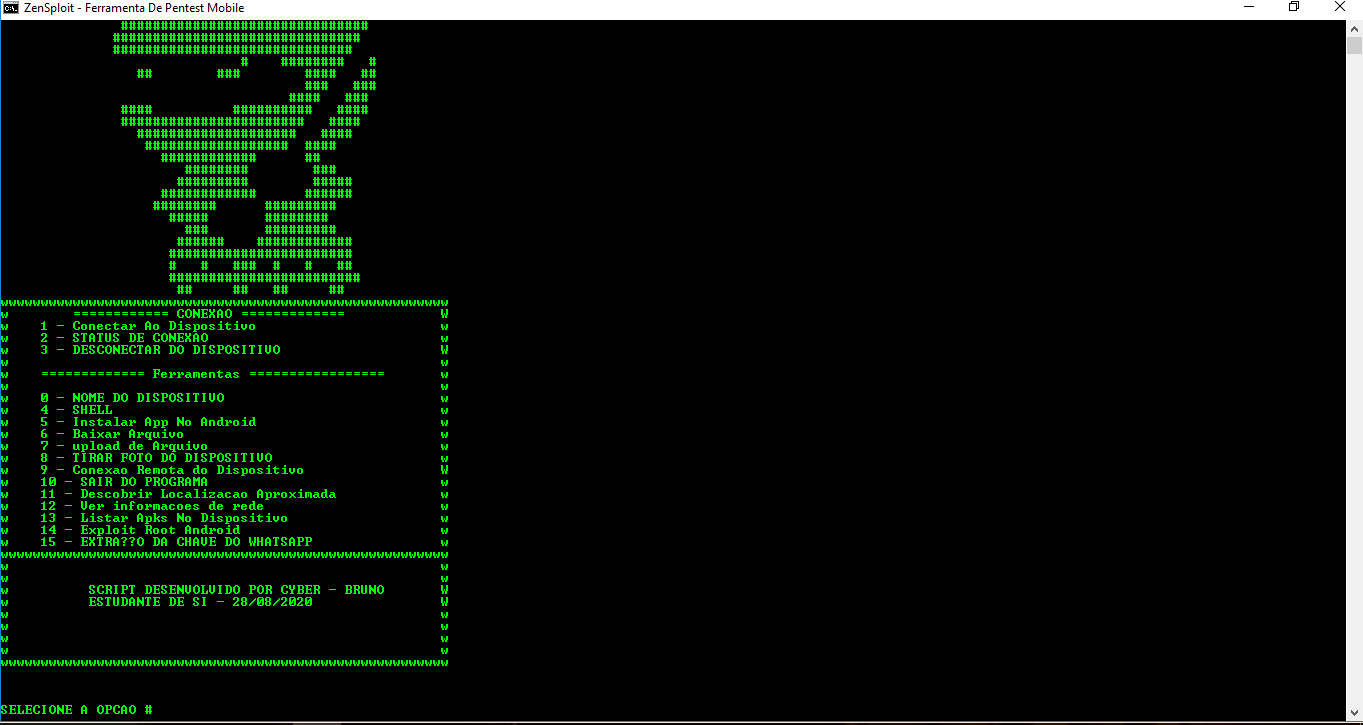 ZenSploit - Ferramenta De Pentest Mobile
============ CONEXAO =============
1 - Conectar Ao Dispositivo
2 - STATUS DE CONEXAO
3 - DESCONECTAR DO DISPOSITIVO
============= Ferramentas =================
0 - NOME DO DISPOSITIVO
4 - SHELL
5 - Instalar App No Android
6 - Baixar Arquivo
7 - upload de Arquivo
8 - TIRAR FOTO DO DISPOSITIVO
9 - Conexao Remota do Dispositivo
10 - SAIR DO PROGRAMA
11 - Descobrir Localizacao Aproximada
12 - Ver informacoes de rede
13 - Listar Apks No Dispositivo
14 - Exploit Root Android
15 - EXTRA??O DA CHAVE DO WHATSAPP
SCRIPT DESENVOLVIDO POR CYBER - BRUNO
ESTUDANTE DE SI - 28/08/2020
SELECIONE A OPCAO #